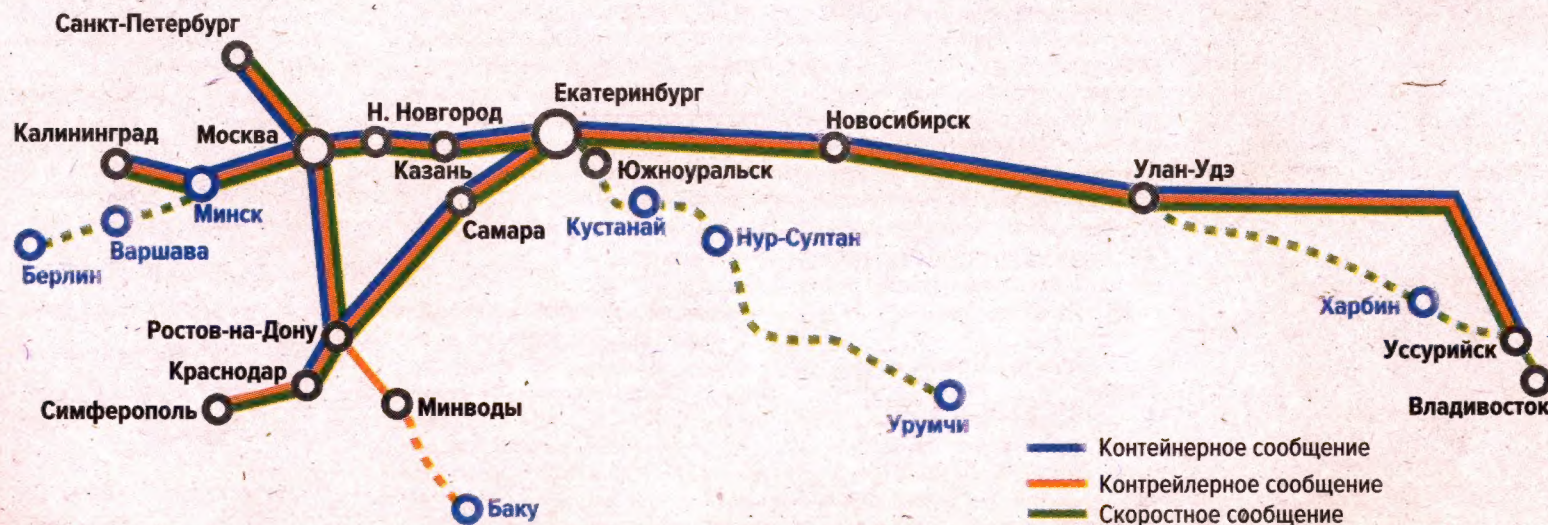 Санкт-Петербург
Екатеринбург
Н. Новгород
Новосибирск
Калининград
Москва
Казань
Южноуральск
Улан-Удэ
Минск
Кустанай
Самара
Варшава
Нур-Султан
Берлин
Харбин
Ростов-на-Дону
Уссурийск
Краснодар
Симферополь
Минводы
Владивосток
Урумчи
Контейнерное сообщение
Контрейлерное сообщение
Баку
Скоростное сообщение